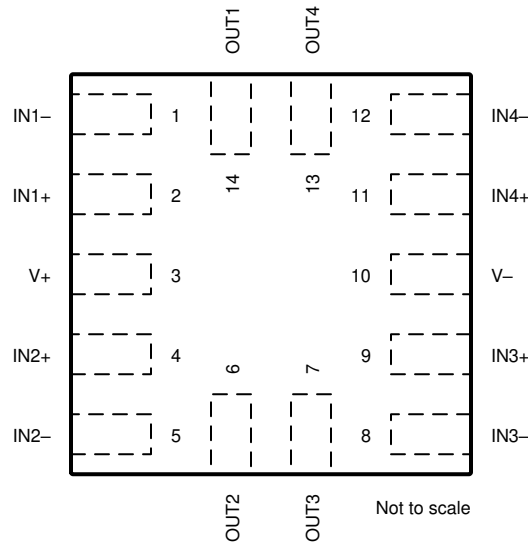 OUT1 OUT4
IN1– 1 12 IN4–
14 13
IN1+ 2 11 IN4+
V+ 3 10 V–
IN2+ 4 6 7 9 IN3+
IN2– 5 8 IN3–
OUT2 OUT3
Not to scale